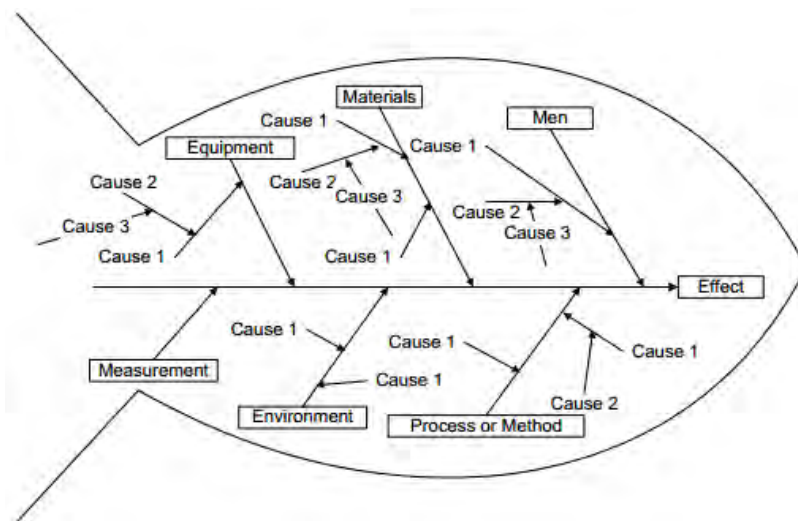 Materials
Men
Cause 1
Equipment
Cause 1
Cause 2
Cause 2
Cause 3
Cause 2
Cause 3
Cause 3
Cause 1
Cause 1
Effect
Cause 1
Cause 1
Cause 1
Measurement
Cause 1
Cause 2
Environment
Process or Method